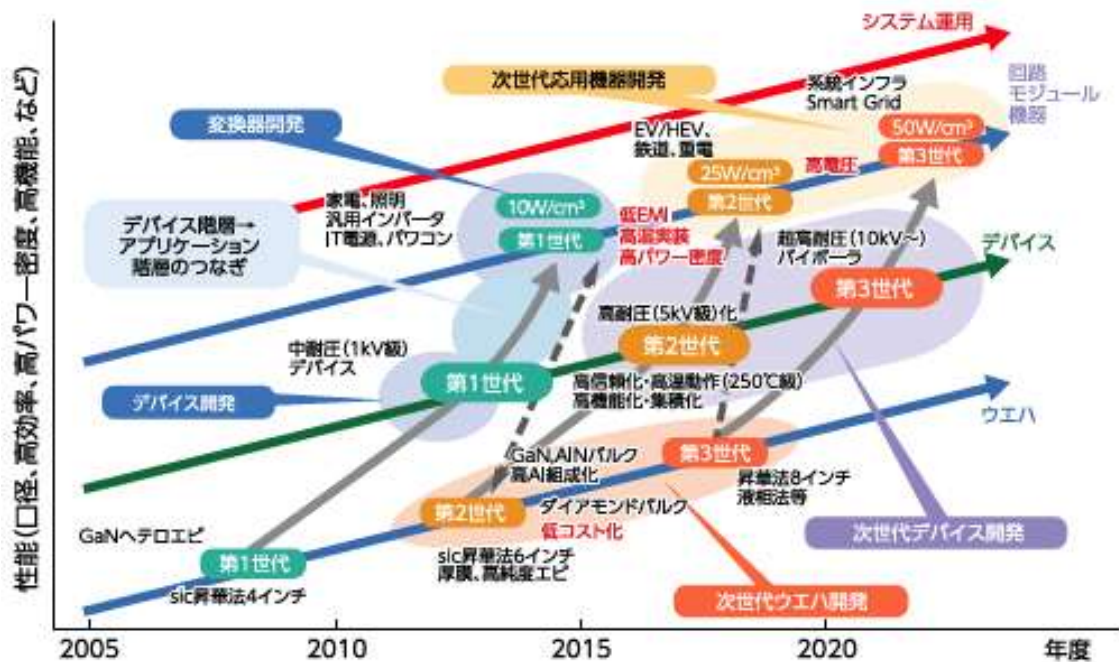 性能(口径、高効率、高パワー密度、高機能、など)
システム運用
次世代応用機器開発
系統インフラ
Smart Grid
回路
モジュール
機器
変換器開発
EV/HEV、
鉄道、重電
50W/cm³
第3世代
高電圧
25W/cm³
第2世代
家電、照明
汎用インバータ
IT電源、パワコン
10W/cm³
第1世代
低EMI
高温実装
高パワー密度
デバイス階層→
アプリケーション
階層のつなぎ
超高耐圧(10kV～)
バイポーラ
デバイス
第3世代
高耐圧(5kV級)化
第2世代
中耐圧(1kV級)
デバイス
第1世代
高信頼化・高温動作(250℃級)
高機能化・集積化
デバイス開発
ウエハ
GaN,AlNバルク
高Al組成化
第3世代
昇華法8インチ
液相法等
第2世代
ダイアモンドバルク
低コスト化
次世代デバイス開発
GaNヘテロエピ
第1世代
sic昇華法4インチ
sic昇華法6インチ
厚膜、高純度エピ
次世代ウエハ開発
2005
2010
2015
2020
年度